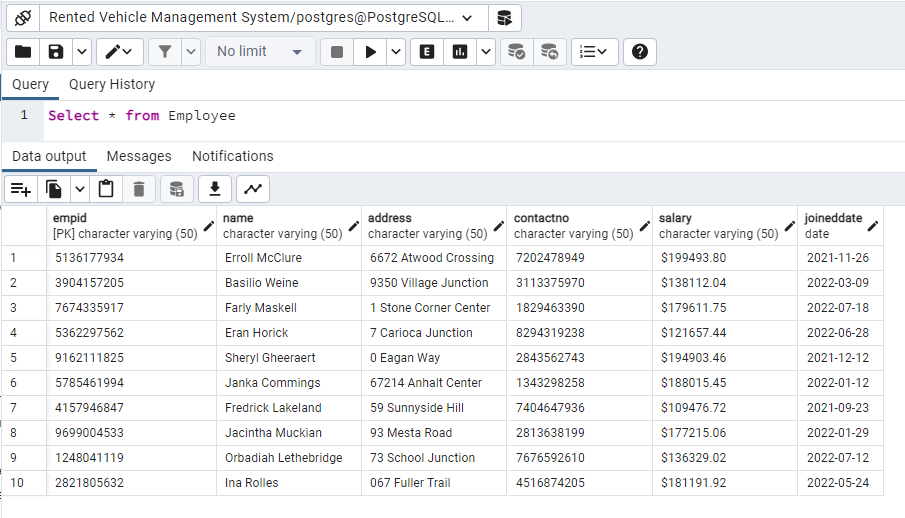 Rented Vehicle Management System/postgres@PostgreSQL...
No limit
E
Query Query History
1 Select * from Employee
Data output Messages Notifications
empid name address contactno salary joineddate
[PK] character varying (50) character varying (50) character varying (50) character varying (50) character varying (50) date
1 5136177934 Erroll McClure 6672 Atwood Crossing 7202478949 $199493.80 2021-11-26
2 3904157205 Basilio Weine 9350 Village Junction 3113375970 $138112.04 2022-03-09
3 7674335917 Farly Maskell 1 Stone Corner Center 1829463390 $179611.75 2022-07-18
4 5362297562 Eran Horick 7 Carioca Junction 8294319238 $121657.44 2022-06-28
5 9162111825 Sheryl Gheeraert 0 Eagan Way 2843562743 $194903.46 2021-12-12
6 5785461994 Janka Commings 67214 Anhalt Center 1343298258 $188015.45 2022-01-12
7 4157946847 Fredrick Lakeland 59 Sunnyside Hill 7404647936 $109476.72 2021-09-23
8 9699004533 Jacintha Muckian 93 Mesta Road 2813638199 $177215.06 2022-01-29
9 1248041119 Orbadiah Lethebridge 73 School Junction 7676592610 $136329.02 2022-07-12
10 2821805632 Ina Rolles 067 Fuller Trail 4516874205 $181191.92 2022-05-24